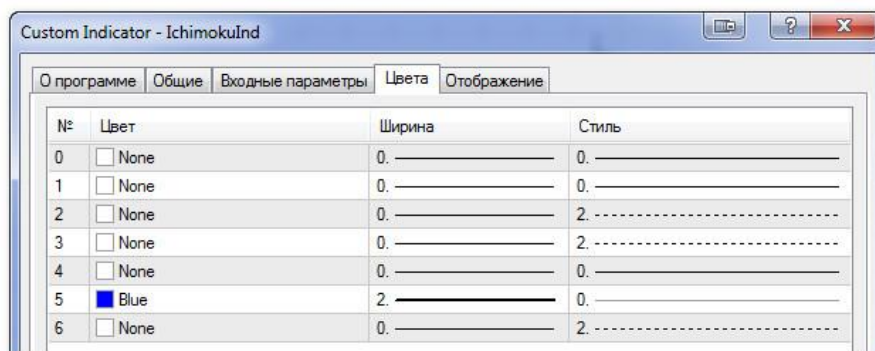 Custom Indicator - IchimokuInd
О программе Общие Входные параметры Цвета Отображение
№ Цвет Ширина Стиль
0 None 0. 0.
1 None 0. 0.
2 None 0. 2.
3 None 0. 2.
4 None 0. 0.
5 Blue 2. 0.
6 None 0. 2.